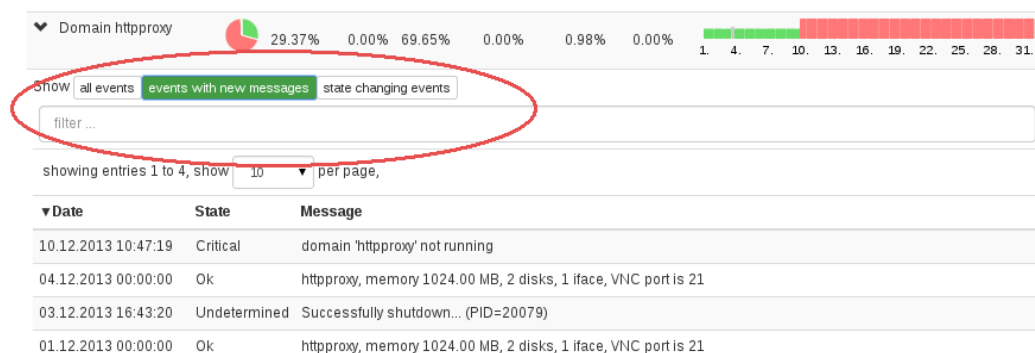 Domain httpproxy 29.37% 0.00% 69.65% 0.00% 0.98% 0.00%
1. 4. 7. 10. 13. 16. 19. 22. 25. 28. 31.
Show all events events with new messages state changing events
filter ...
showing entries 1 to 4, show 10 per page,
Date State Message
10.12.2013 10:47:19 Critical domain 'httpproxy' not running
04.12.2013 00:00:00 Ok httpproxy, memory 1024.00 MB, 2 disks, 1 iface, VNC port is 21
03.12.2013 16:43:20 Undetermined Successfully shutdown... (PID=20079)
01.12.2013 00:00:00 Ok httpproxy, memory 1024.00 MB, 2 disks, 1 iface, VNC port is 21